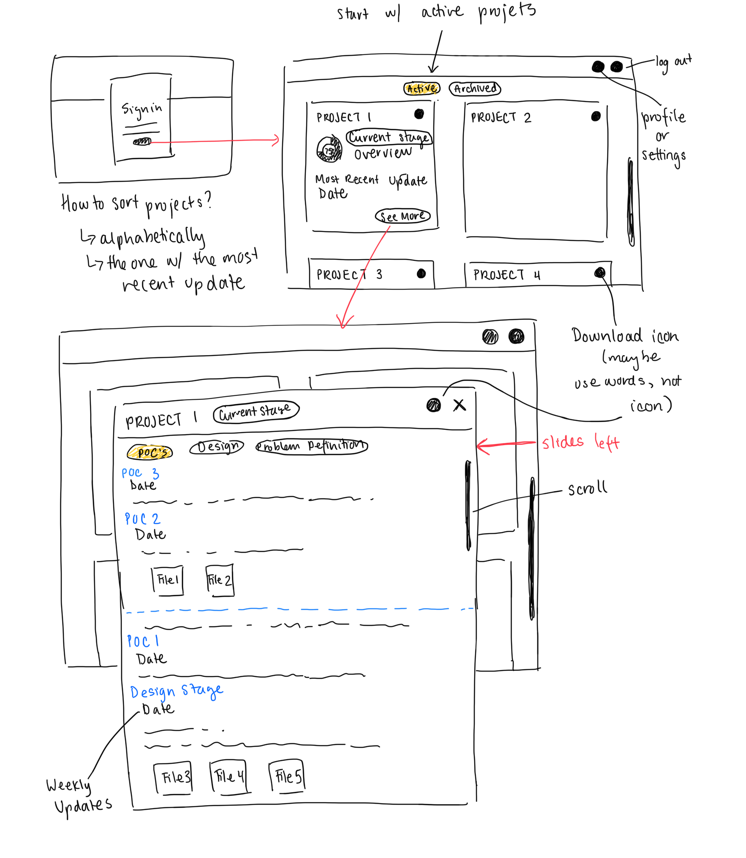 start w/ active projets
Sign in
How to sort projects?
↳ alphabetically
↳ the one w/ the most
recent update
Active
Archived
log out
profile
or
settings
PROJECT 1
Current Stage
75%
Overview
Most Recent Update
Date
See More
PROJECT 2
PROJECT 3
PROJECT 4
Download icon
(maybe
use words, not
icon)
PROJECT 1
Current Stage
X
slides left
POC's
Design
Problem Definition
scroll
POC 3
Date
POC 2
Date
File 1
File 2
POC 1
Date
Design Stage
Date
File3
File 4
File 5
Weekly
Updates